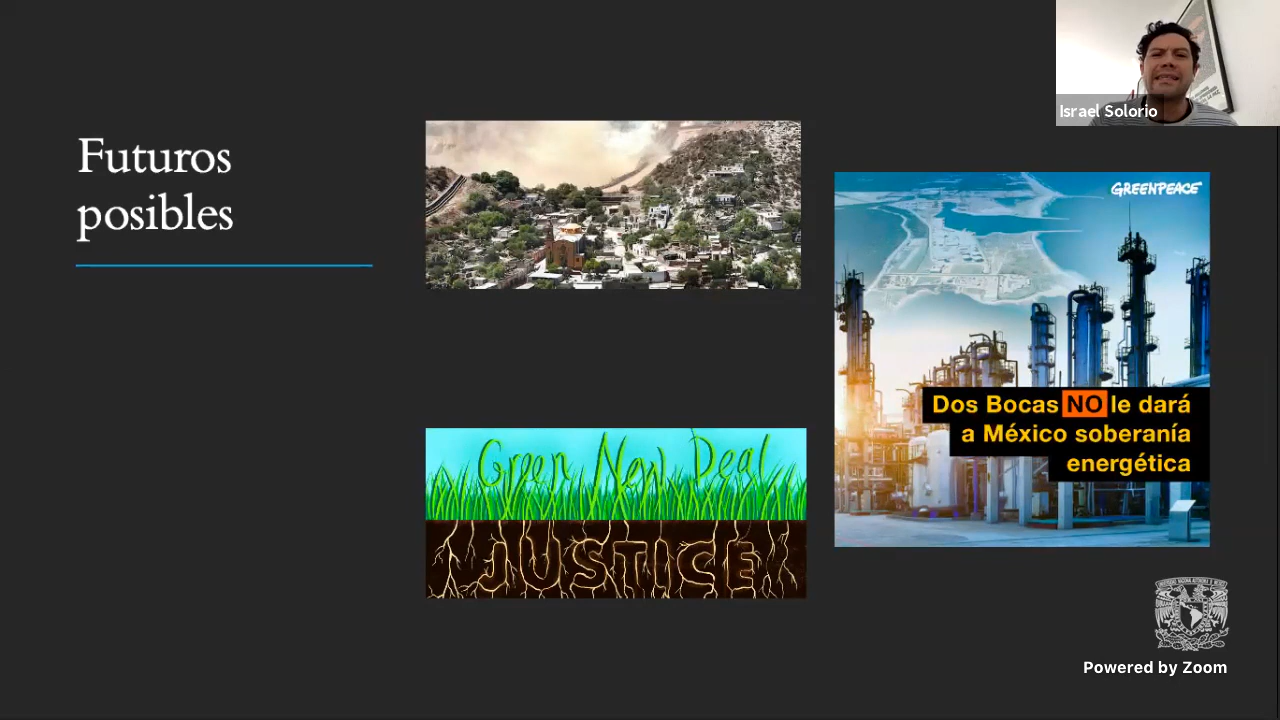 Israel Solorio
Futuros
posibles
GREENPEACE
Dos Bocas NO le dará
a México soberanía
energética
Green New Deal
JUSTICE
Powered by Zoom